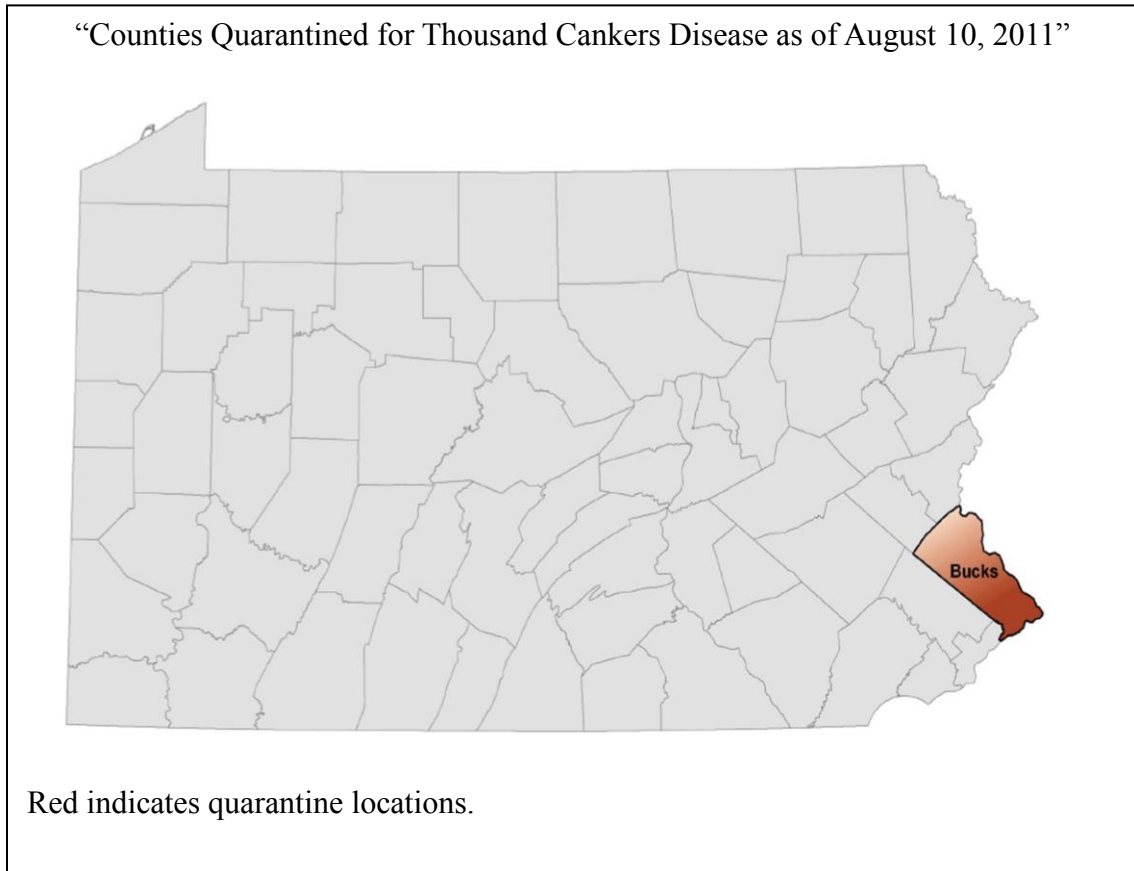 “Counties Quarantined for Thousand Cankers Disease as of August 10, 2011”
Bucks
Red indicates quarantine locations.